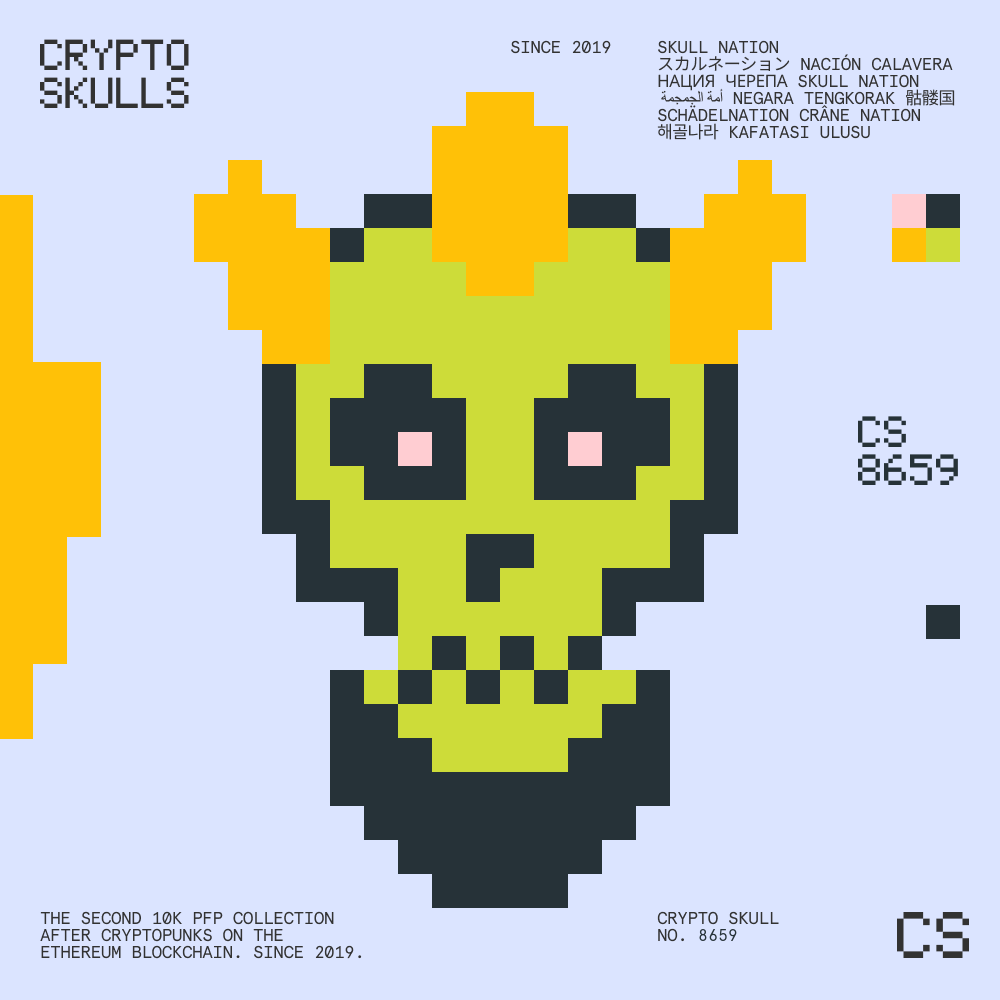 CRYPTO
SKULLS
SINCE 2019
SKULL NATION
スカルネーション NACIÓN CALAVERA
НАЦИЯ ЧЕРЕПА SKULL NATION
أمة الجمجمة NEGARA TENGKORAK 骷髅国
SCHÄDELNATION CRÂNE NATION
해골나라 KAFATASI ULUSU
CS
8659
THE SECOND 10K PFP COLLECTION
AFTER CRYPTOPUNKS ON THE
ETHEREUM BLOCKCHAIN. SINCE 2019.
CRYPTO SKULL
NO. 8659
CS